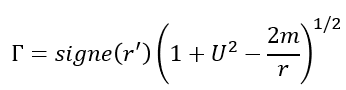 Γ = signe(r′) (1 + U² − 2m/r)^{1/2}